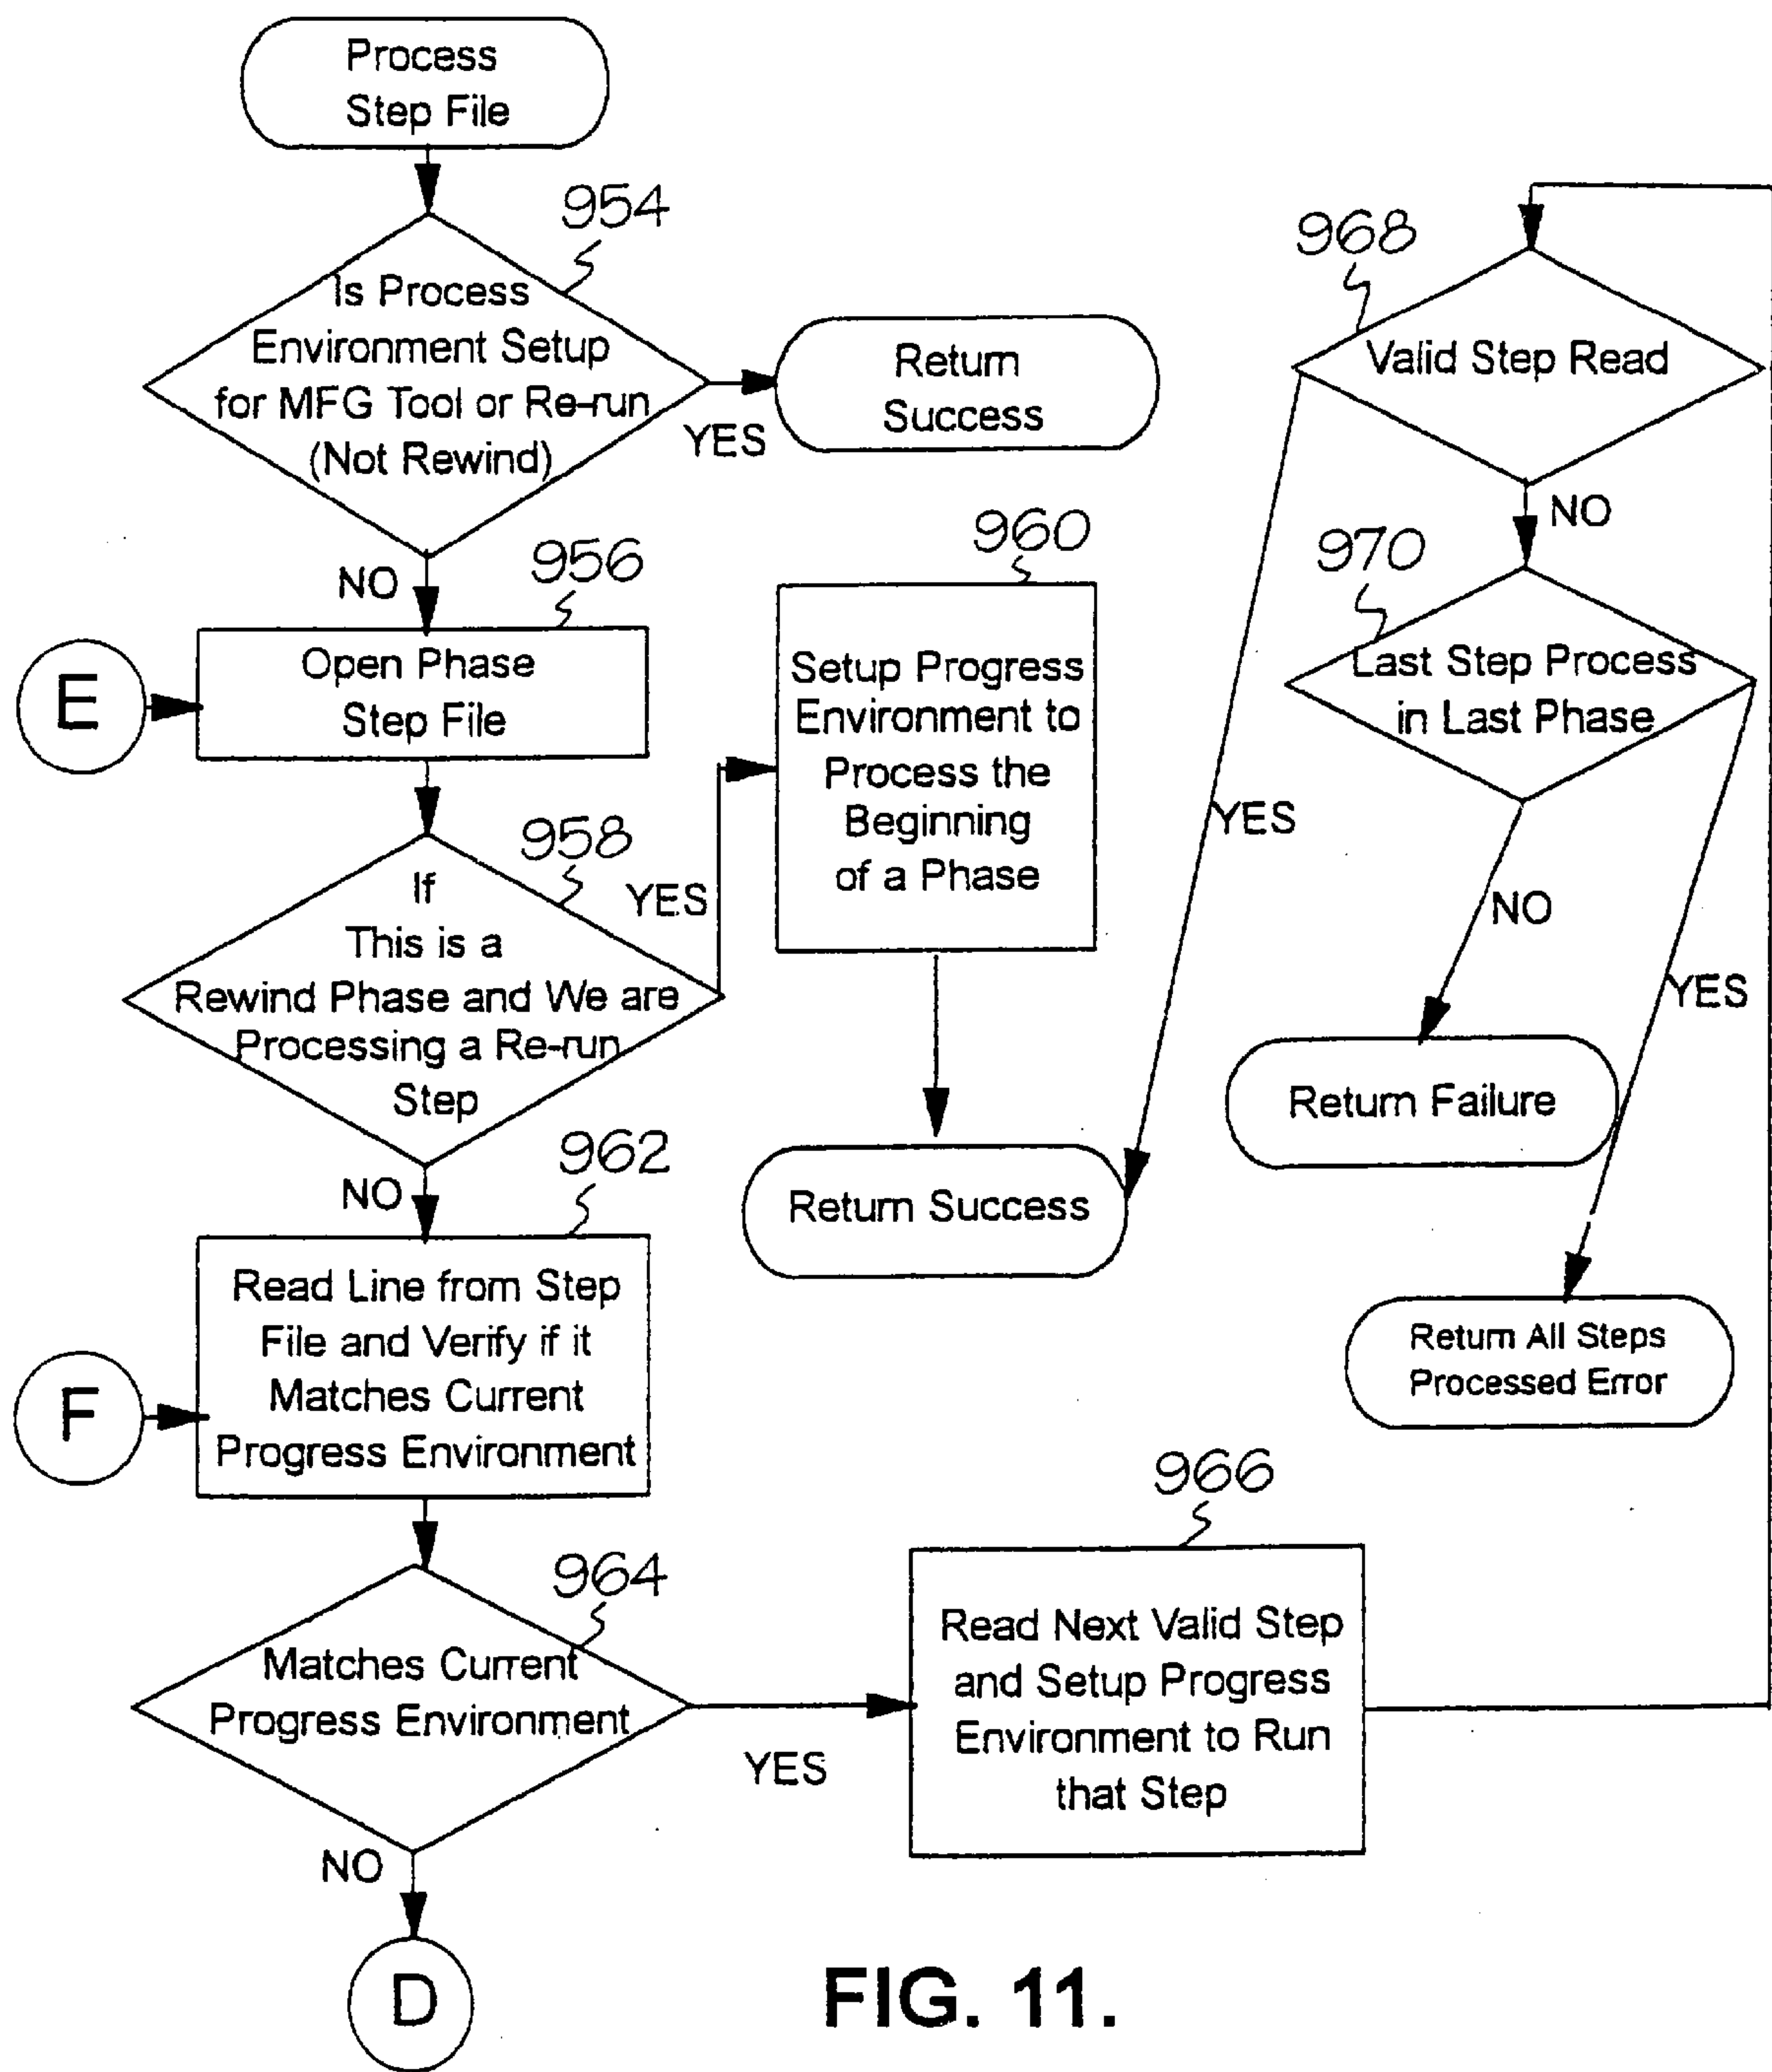 Process
Step File
954
Is Process
Environment Setup
for MFG Tool or Re-run
(Not Rewind)
YES
Return
Success
NO
956
E
Open Phase
Step File
958
If
This is a
Rewind Phase and We are
Processing a Re-run
Step
YES
960
Setup Progress
Environment to
Process the
Beginning
of a Phase
Return Success
NO
962
Read Line from Step
File and Verify if it
Matches Current
Progress Environment
F
964
Matches Current
Progress Environment
YES
966
Read Next Valid Step
and Setup Progress
Environment to Run
that Step
NO
D
968
Valid Step Read
YES
NO
970
Last Step Process
in Last Phase
NO
YES
Return Failure
Return All Steps
Processed Error
FIG. 11.